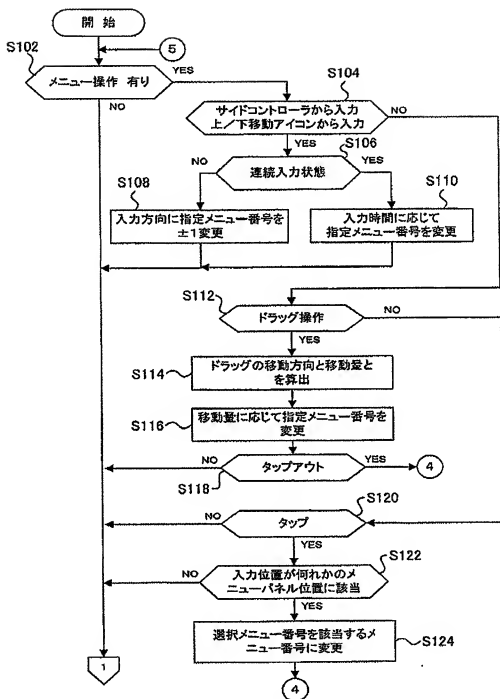 開 始
5
S102
メニュー操作 有り
YES
NO
S104
サイドコントローラから入力
上/下移動アイコンから入力
NO
YES
S106
連続入力状態
NO
YES
S108
入力方向に指定メニュー番号を
±1変更
S110
入力時間に応じて
指定メニュー番号を変更
S112
ドラッグ操作
NO
YES
S114
ドラッグの移動方向と移動量と
を算出
S116
移動量に応じて指定メニュー番号を
変更
NO
タップアウト
YES
4
S118
S120
NO
タップ
YES
S122
NO
入力位置が何れかのメ
ニューパネル位置に該当
YES
選択メニュー番号を該当するメ
ニュー番号に変更
S124
1
4